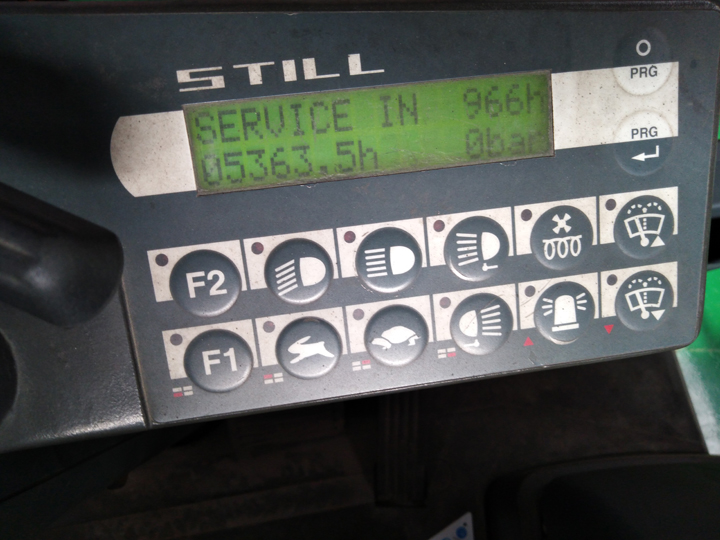 STILL
PRG
SERVICE IN 966h
PRG
05363.5h 0bar
F2
F1